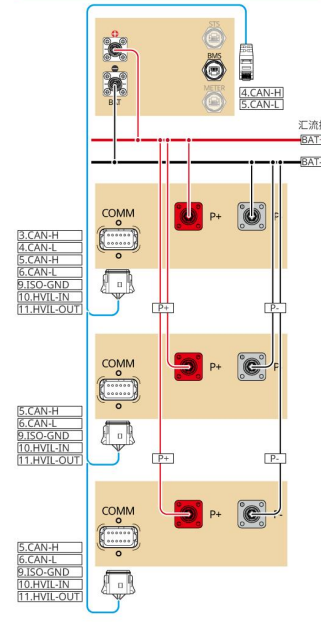 STS
BMS
BAT
METER
4.CAN-H
5.CAN-L
汇流
BAT
BAT
COMM
P+
P
3.CAN-H
4.CAN-L
5.CAN-H
6.CAN-L
9.ISO-GND
10.HVIL-IN
11.HVIL-OUT
P+
P-
COMM
P+
P
5.CAN-H
6.CAN-L
9.ISO-GND
10.HVIL-IN
11.HVIL-OUT
P+
P-
COMM
P+
P-
5.CAN-H
6.CAN-L
9.ISO-GND
10.HVIL-IN
11.HVIL-OUT